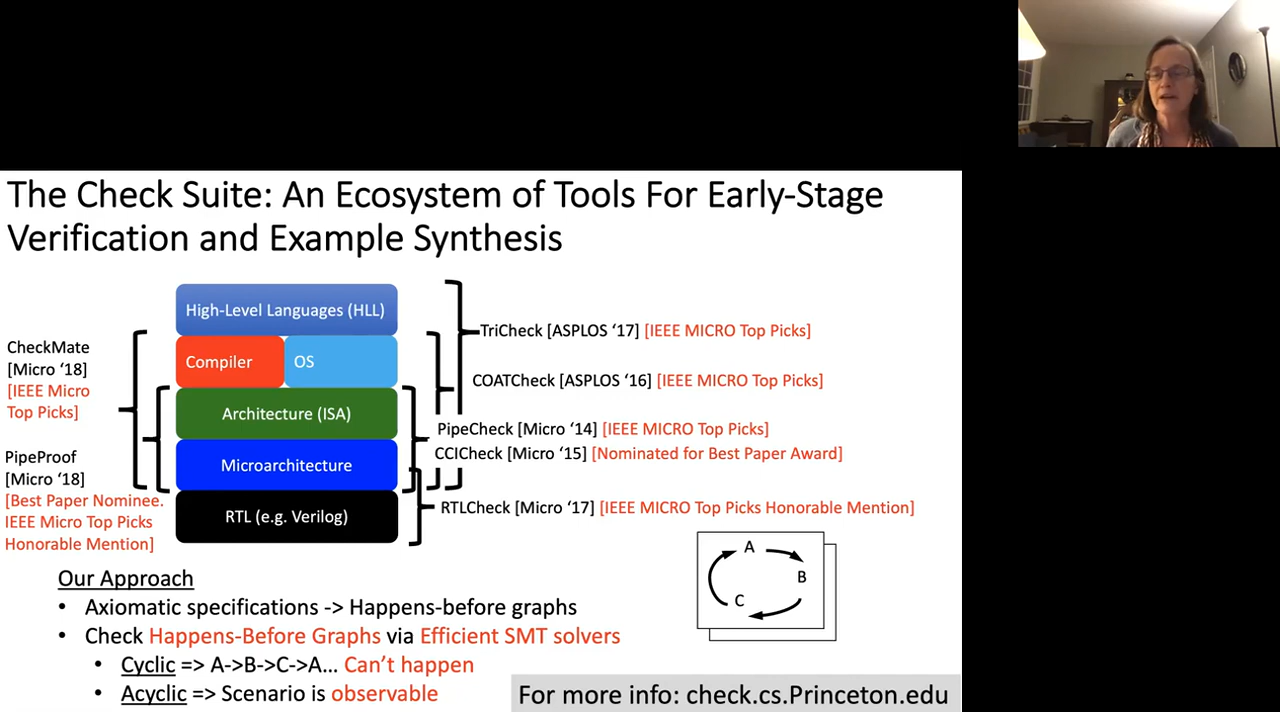 The Check Suite: An Ecosystem of Tools For Early-Stage
Verification and Example Synthesis
CheckMate
[Micro ‘18]
[IEEE Micro
Top Picks]
PipeProof
[Micro ‘18]
[Best Paper Nominee.
IEEE Micro Top Picks
Honorable Mention]
High-Level Languages (HLL)
Compiler
OS
Architecture (ISA)
Microarchitecture
RTL (e.g. Verilog)
TriCheck [ASPLOS ‘17] [IEEE MICRO Top Picks]
COATCheck [ASPLOS ‘16] [IEEE MICRO Top Picks]
PipeCheck [Micro ‘14] [IEEE MICRO Top Picks]
CCICheck [Micro ‘15] [Nominated for Best Paper Award]
RTLCheck [Micro ‘17] [IEEE MICRO Top Picks Honorable Mention]
A
B
C
Our Approach
• Axiomatic specifications -> Happens-before graphs
• Check Happens-Before Graphs via Efficient SMT solvers
• Cyclic => A->B->C->A… Can’t happen
• Acyclic => Scenario is observable
For more info: check.cs.Princeton.edu